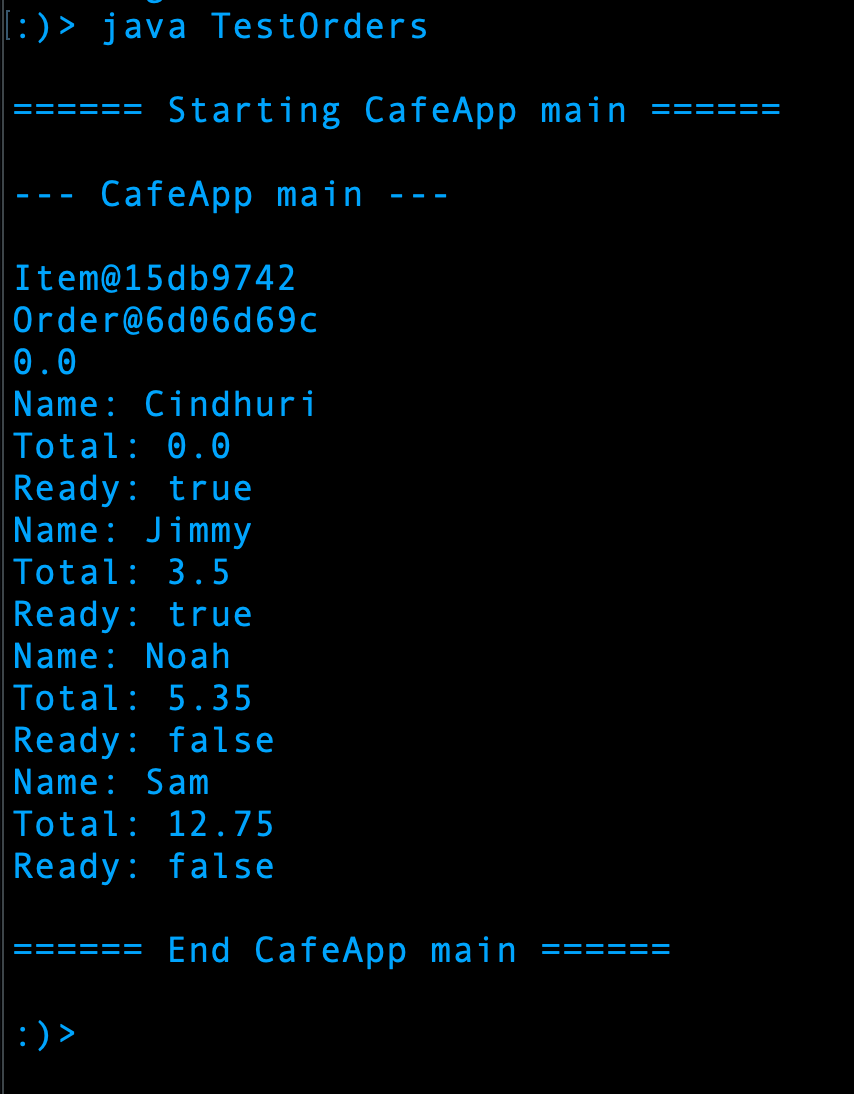 [:)> java TestOrders
====== Starting CafeApp main ======
--- CafeApp main ---
Item@15db9742
Order@6d06d69c
0.0
Name: Cindhuri
Total: 0.0
Ready: true
Name: Jimmy
Total: 3.5
Ready: true
Name: Noah
Total: 5.35
Ready: false
Name: Sam
Total: 12.75
Ready: false
====== End CafeApp main ======
:)>